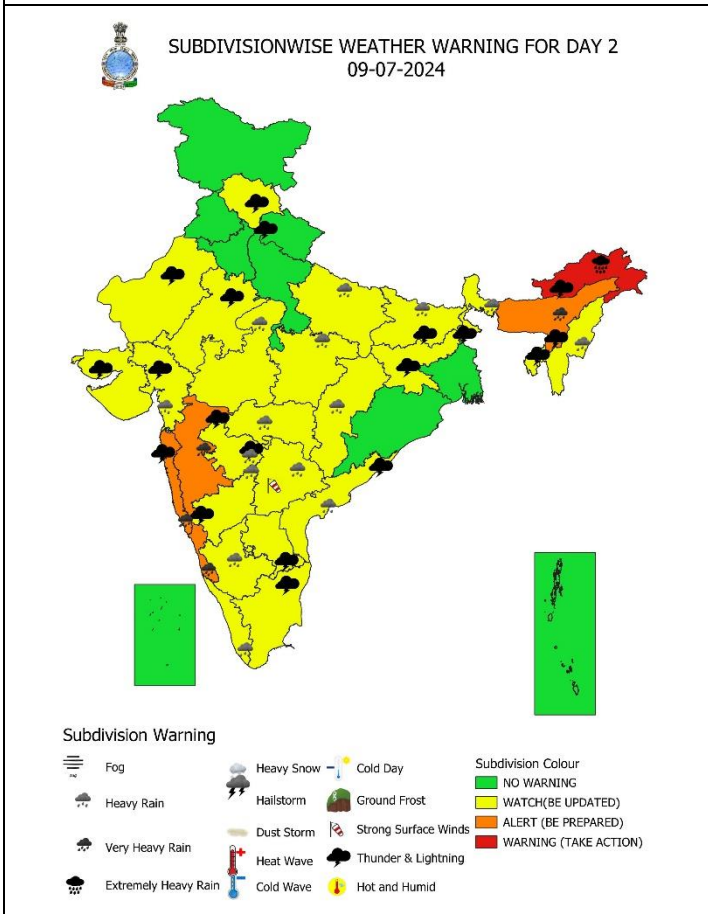 SUBDIVISIONWISE WEATHER WARNING FOR DAY 2
09-07-2024
Subdivision Warning
Fog
Heavy Rain
Very Heavy Rain
Extremely Heavy Rain
Heavy Snow
Hailstorm
Dust Storm
Heat Wave
Cold Wave
Cold Day
Ground Frost
Strong Surface Winds
Thunder & Lightning
Hot and Humid
Subdivision Colour
NO WARNING
WATCH(BE UPDATED)
ALERT (BE PREPARED)
WARNING (TAKE ACTION)